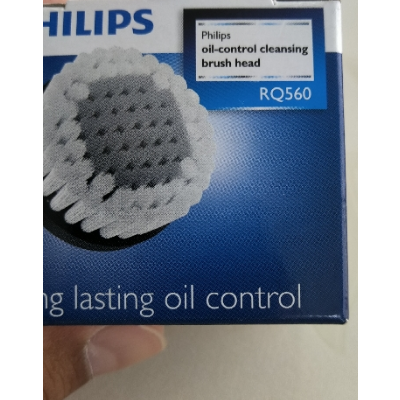 PHILIPS
Philips
oil-control cleansing
brush head
RQ560
ng lasting oil control